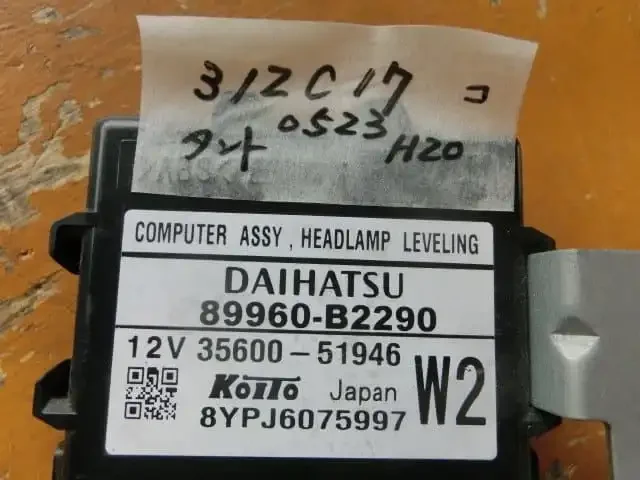 312C17 コ
0523
タント H20
COMPUTER ASSY, HEADLAMP LEVELING
DAIHATSU
89960-B2290
12V 35600-51946
KOITO Japan W2
8YPJ6075997